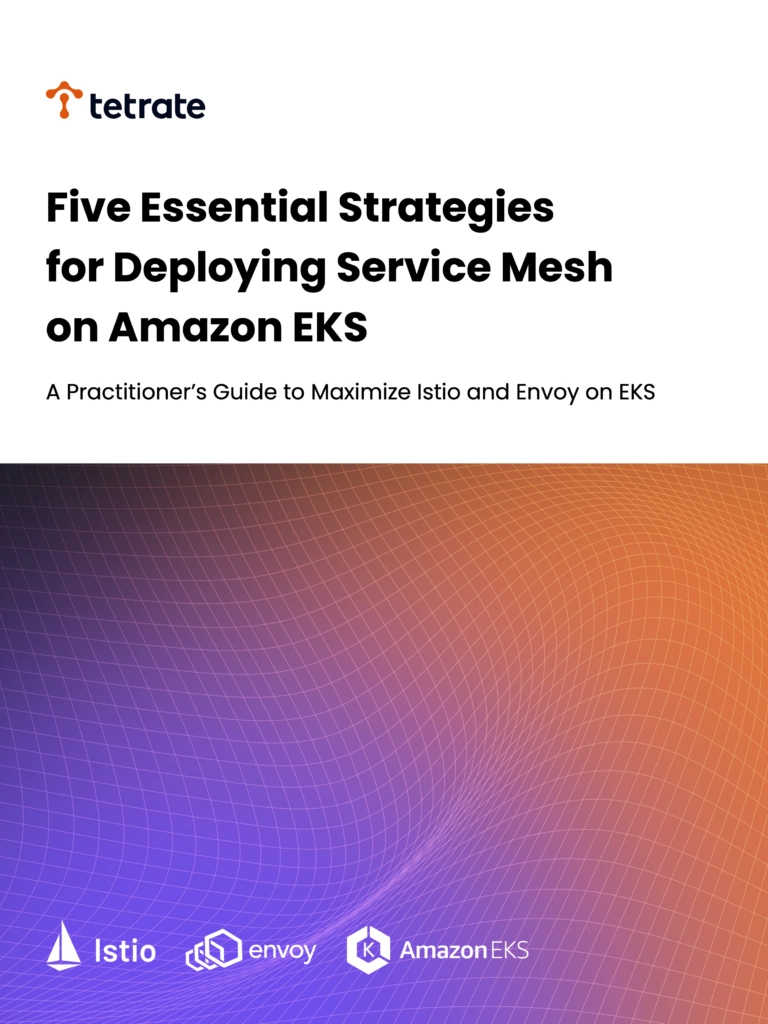 tetrate
Five Essential Strategies
for Deploying Service Mesh
on Amazon EKS
A Practitioner’s Guide to Maximize Istio and Envoy on EKS
Istio
envoy
K
Amazon EKS